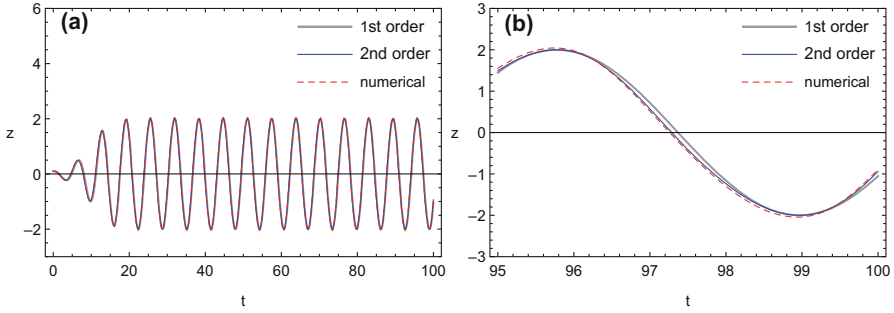 (a)
1st order
2nd order
numerical
6
4
2
0
−2
z
0
20
40
60
80
100
t
(b)
1st order
2nd order
numerical
4
3
2
1
0
−1
−2
−3
z
95
96
97
98
99
100
t